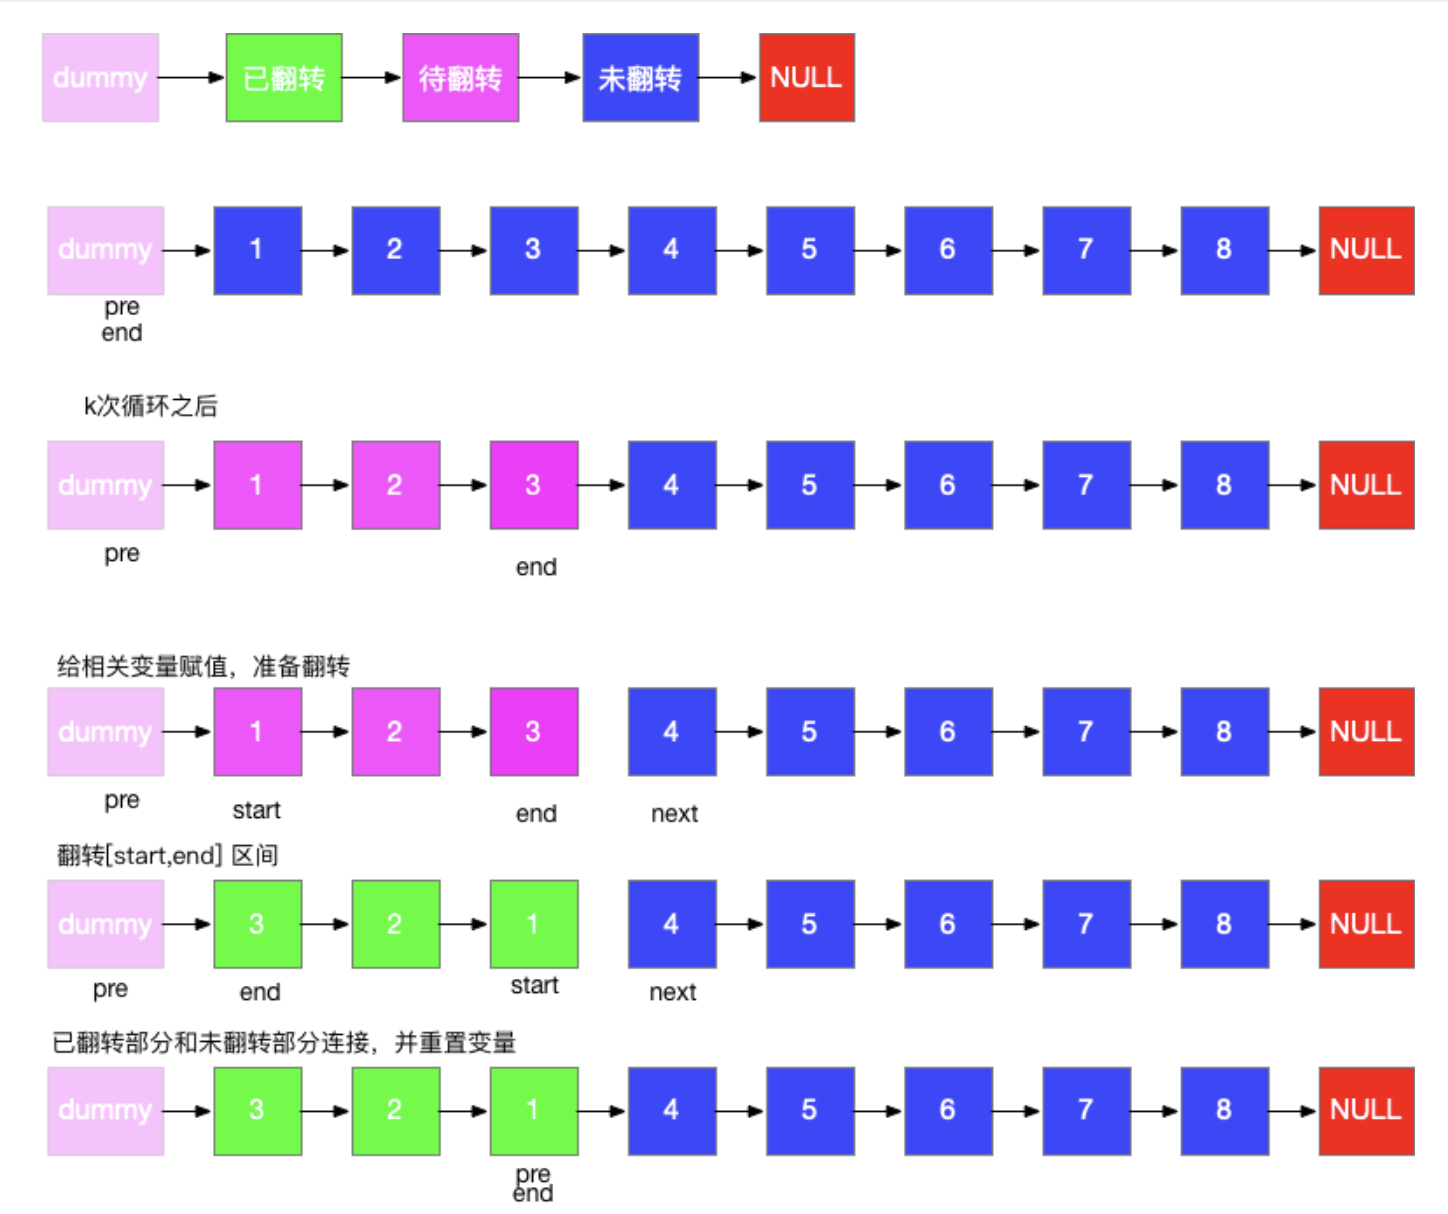 dummy 已翻转 待翻转 未翻转 NULL
dummy 1 2 3 4 5 6 7 8 NULL
pre
end
k次循环之后
dummy 1 2 3 4 5 6 7 8 NULL
pre end
给相关变量赋值，准备翻转
dummy 1 2 3 4 5 6 7 8 NULL
pre start end next
翻转[start,end] 区间
dummy 3 2 1 4 5 6 7 8 NULL
pre end start next
已翻转部分和未翻转部分连接，并重置变量
dummy 3 2 1 4 5 6 7 8 NULL
pre
end